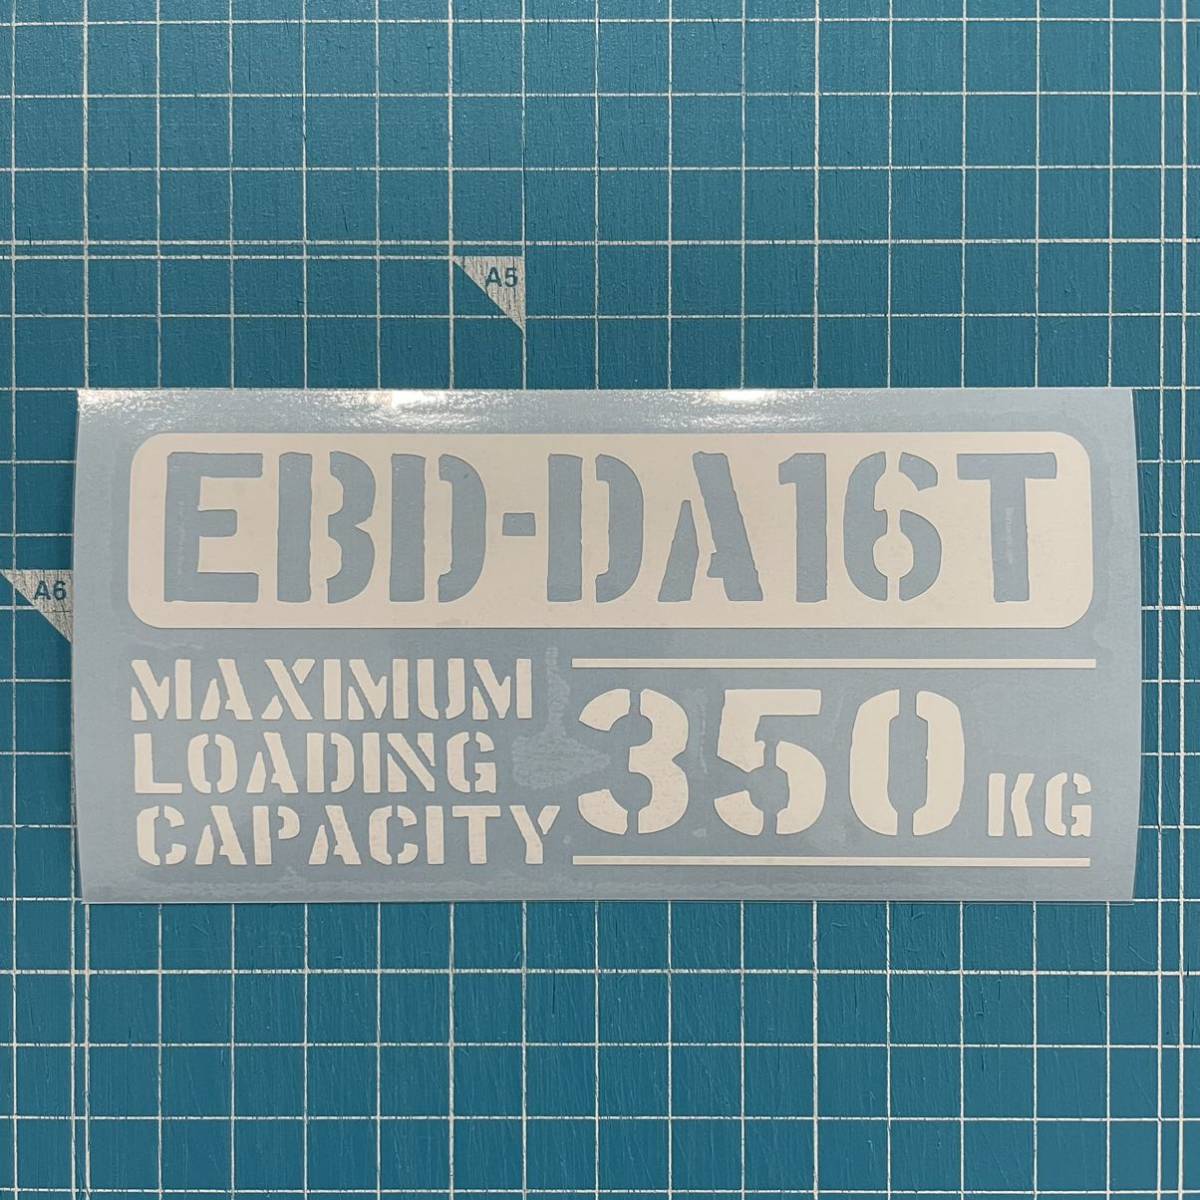 A5
A6
EBD-DA16T
MAXIMUM
LOADING
CAPACITY
350 KG